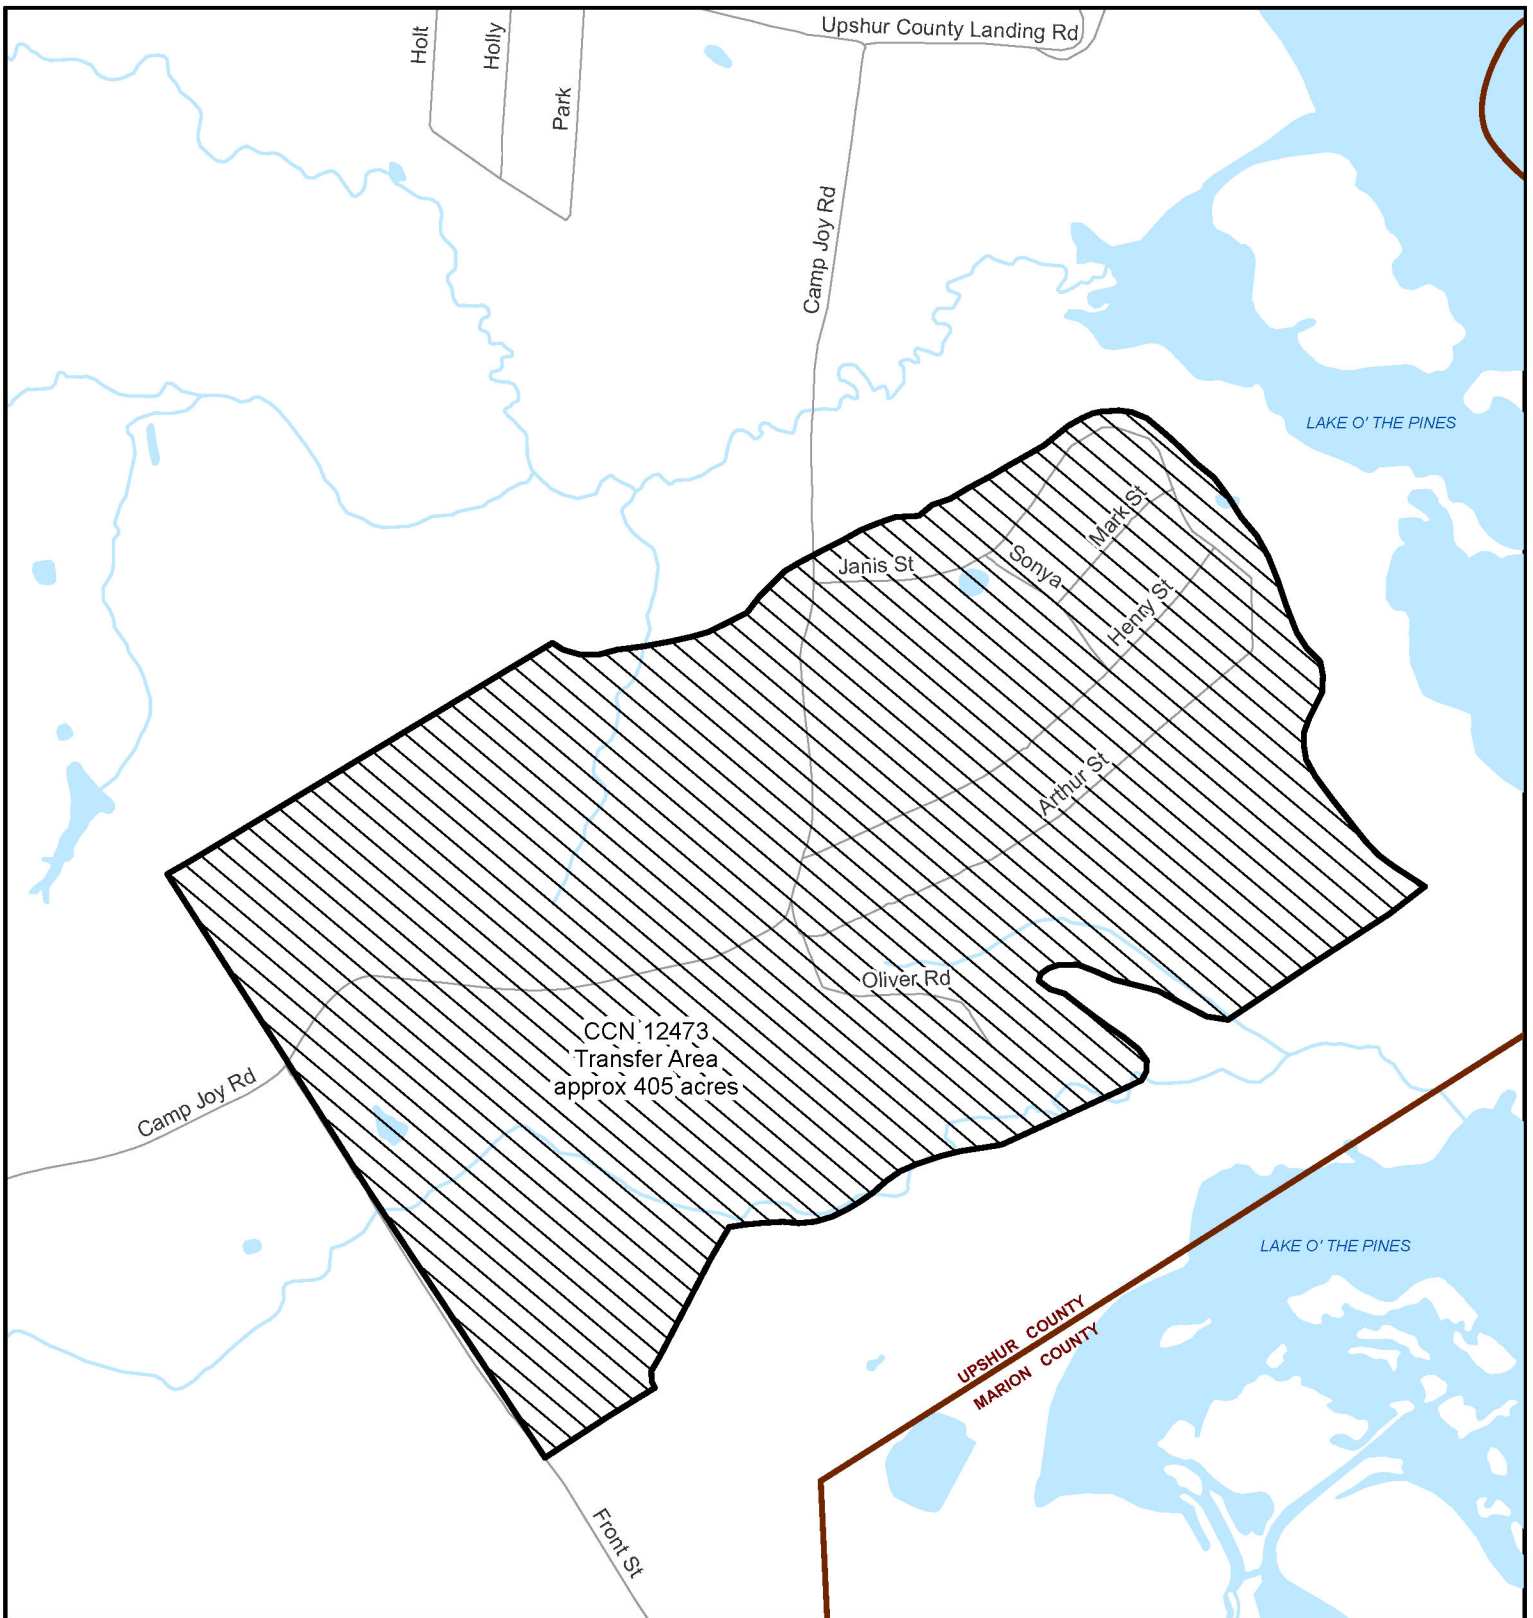 Upshur County Landing Rd
Holt
Holly
Park
Camp Joy Rd
LAKE O' THE PINES
Mark St
Sonya
Janis St
Henry St
Arthur St
Oliver Rd
CCN 12473
Transfer Area
approx 405 acres
Camp Joy Rd
LAKE O' THE PINES
UPSHUR COUNTY
MARION COUNTY
Front St